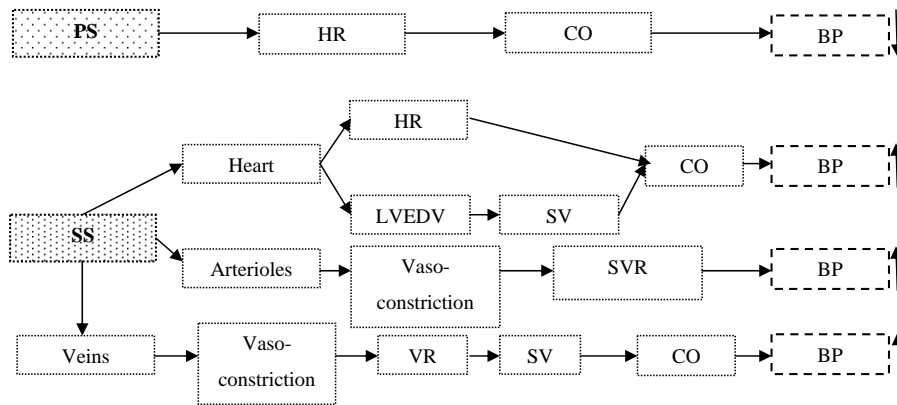 PS
HR
CO
BP
HR
Heart
CO
BP
LVEDV
SV
SS
Arterioles
Vaso-
constriction
SVR
BP
Veins
Vaso-
constriction
VR
SV
CO
BP